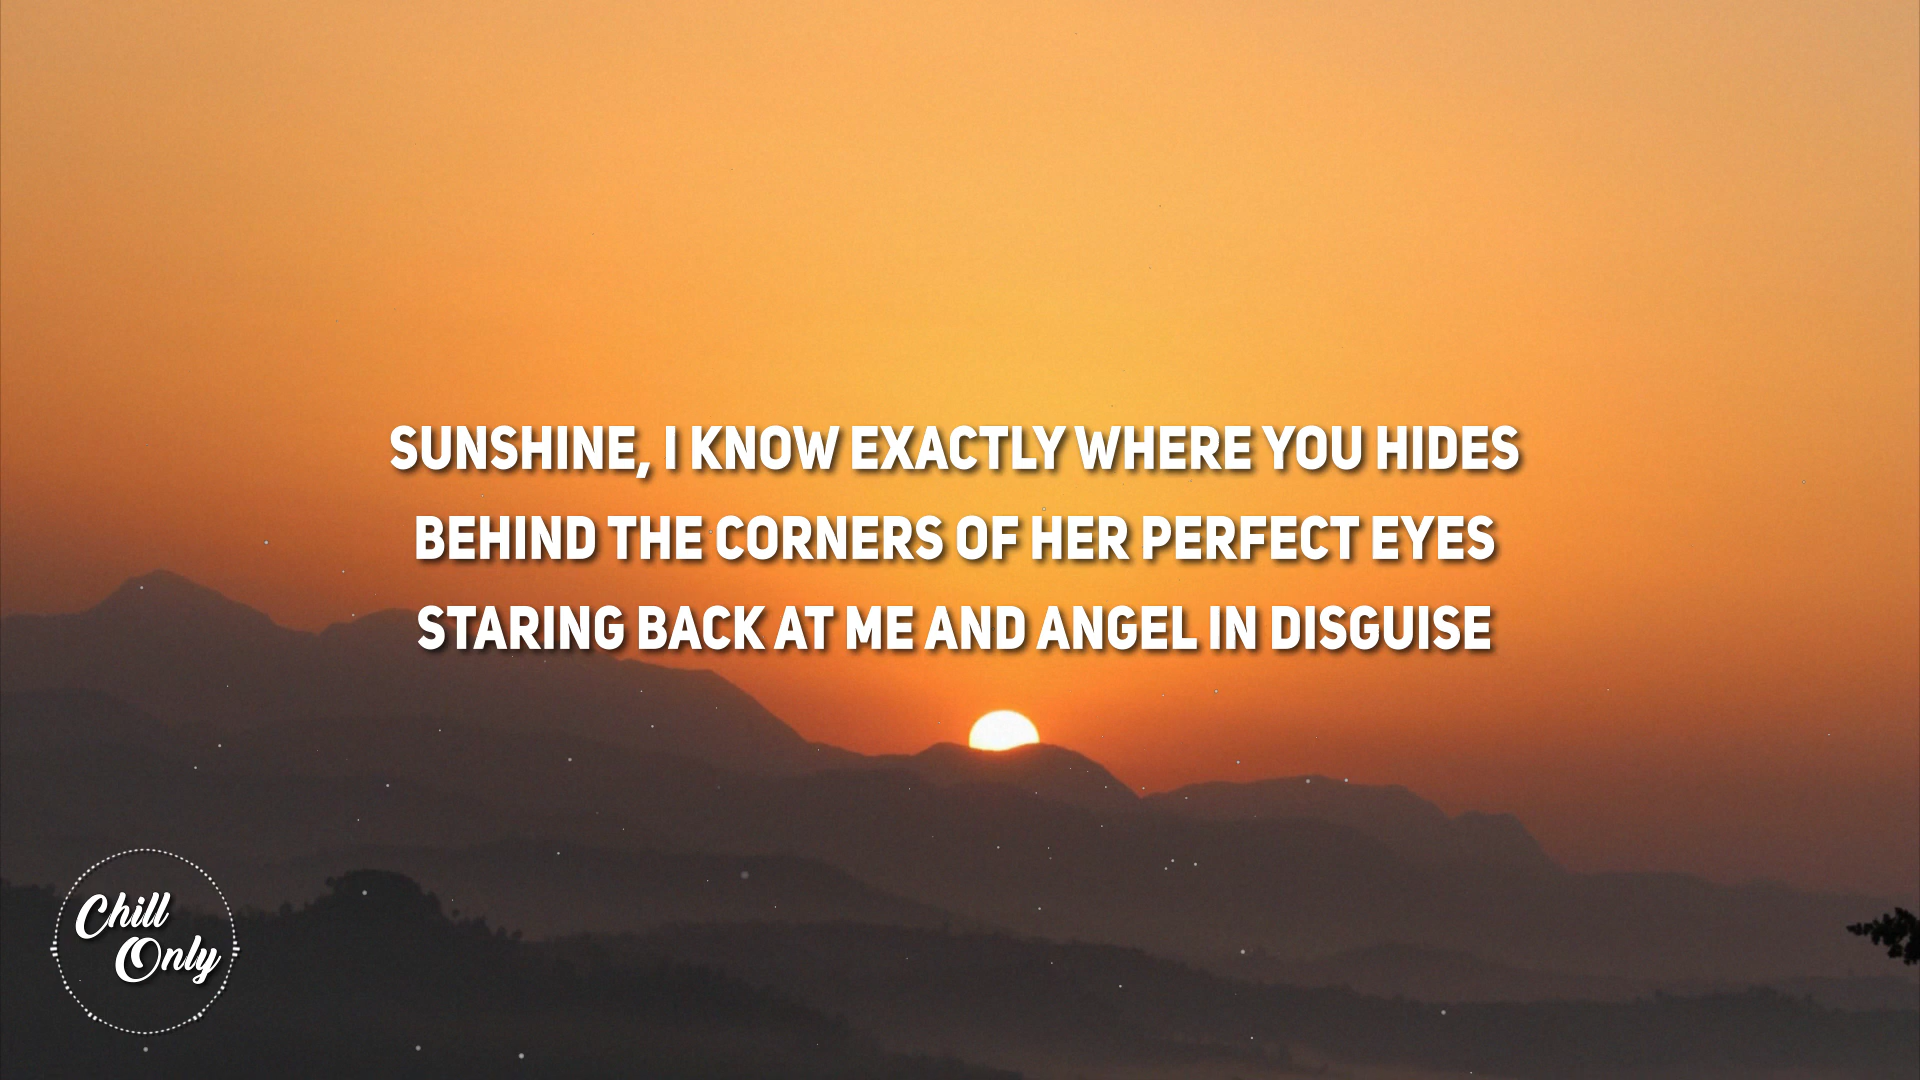 SUNSHINE, I KNOW EXACTLY WHERE YOU HIDES
BEHIND THE CORNERS OF HER PERFECT EYES
STARING BACK AT ME AND ANGEL IN DISGUISE
Chill
Only